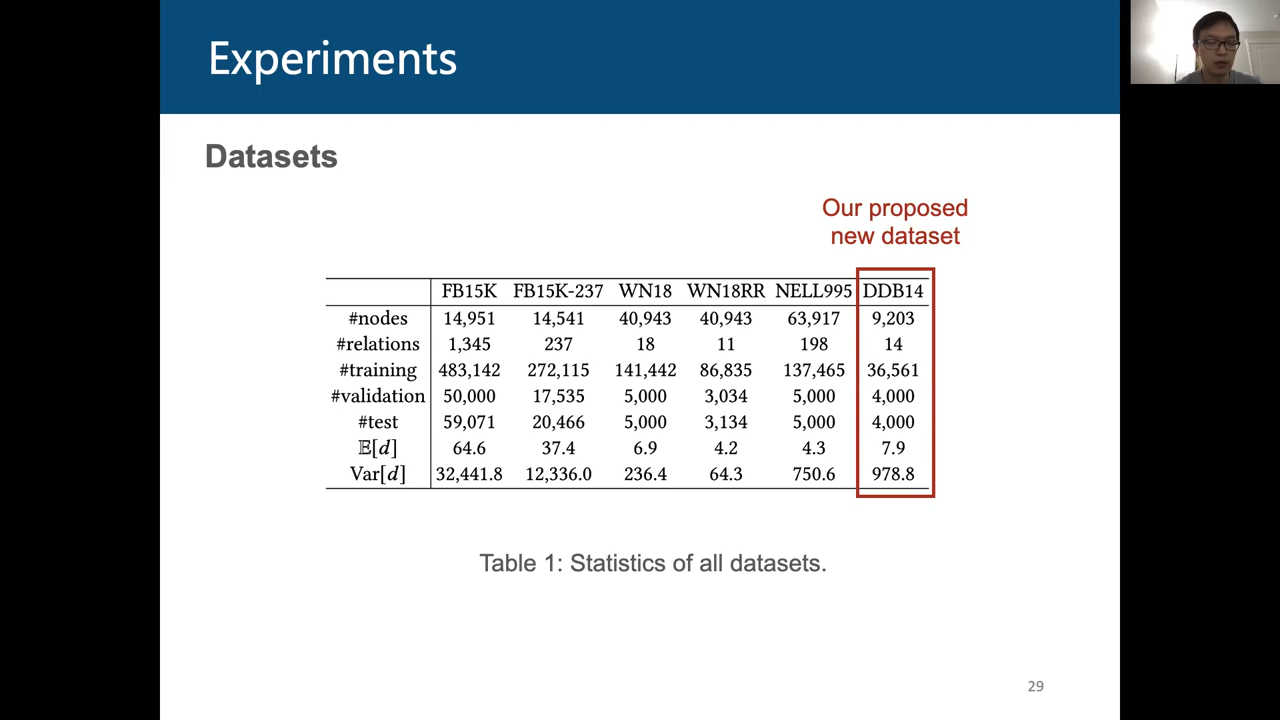 Experiments
Datasets
Our proposed
new dataset
FB15K FB15K-237 WN18 WN18RR NELL995 DDB14
#nodes 14,951 14,541 40,943 40,943 63,917 9,203
#relations 1,345 237 18 11 198 14
#training 483,142 272,115 141,442 86,835 137,465 36,561
#validation 50,000 17,535 5,000 3,034 5,000 4,000
#test 59,071 20,466 5,000 3,134 5,000 4,000
𝔼[d] 64.6 37.4 6.9 4.2 4.3 7.9
Var[d] 32,441.8 12,336.0 236.4 64.3 750.6 978.8
Table 1: Statistics of all datasets.
29